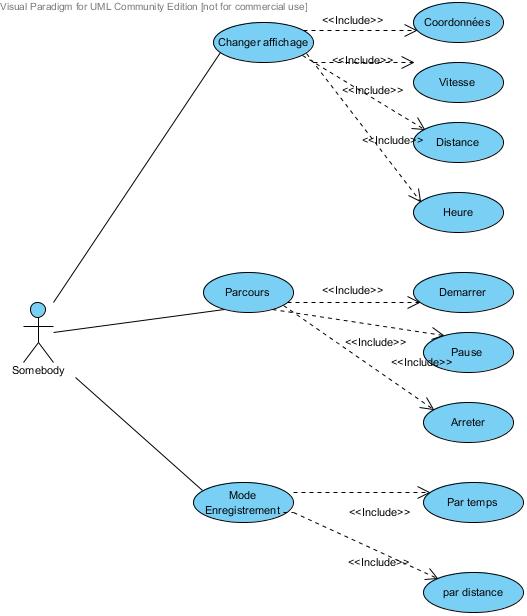 Visual Paradigm for UML Community Edition [not for commercial use]
<<Include>>
Coordonnées
Changer affichage
<<Include>>
Vitesse
<<Include>>
Distance
<<Include>>
Heure
Parcours
<<Include>>
Demarrer
<<Include>>
Pause
<<Include>>
Somebody
Arreter
Mode
Enregistrement
Par temps
<<Include>>
<<Include>>
par distance